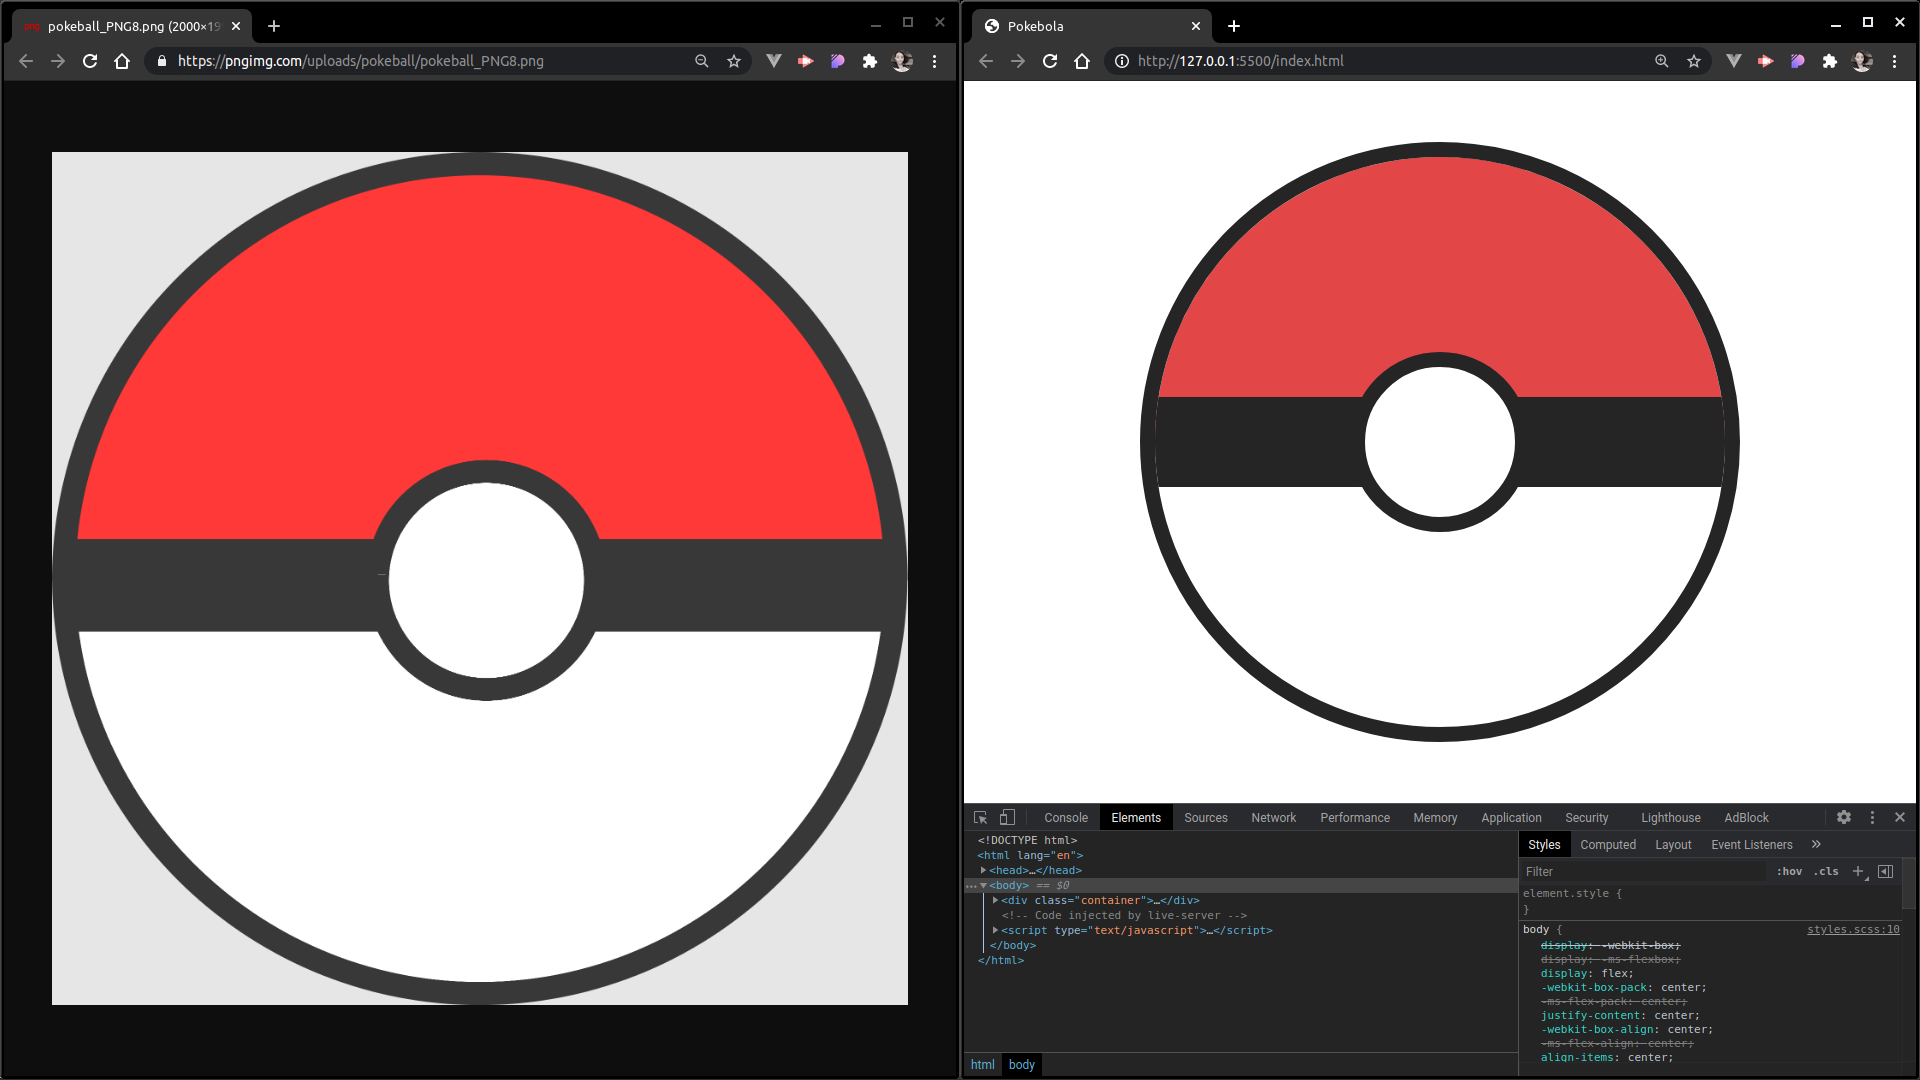 png pokeball_PNG8.png (2000×19
https://pngimg.com/uploads/pokeball/pokeball_PNG8.png
Pokebola
http://127.0.0.1:5500/index.html
Console Elements Sources Network Performance Memory Application Security Lighthouse AdBlock
<!DOCTYPE html>
<html lang="en">
<head>…</head>
<body> == $0
<div class="container">…</div>
<!-- Code injected by live-server -->
<script type="text/javascript">…</script>
</body>
</html>
html body
Styles Computed Layout Event Listeners »
Filter :hov .cls
element.style {
}
body { styles.scss:10
display: -webkit-box;
display: -ms-flexbox;
display: flex;
-webkit-box-pack: center;
-ms-flex-pack: center;
justify-content: center;
-webkit-box-align: center;
-ms-flex-align: center;
align-items: center;